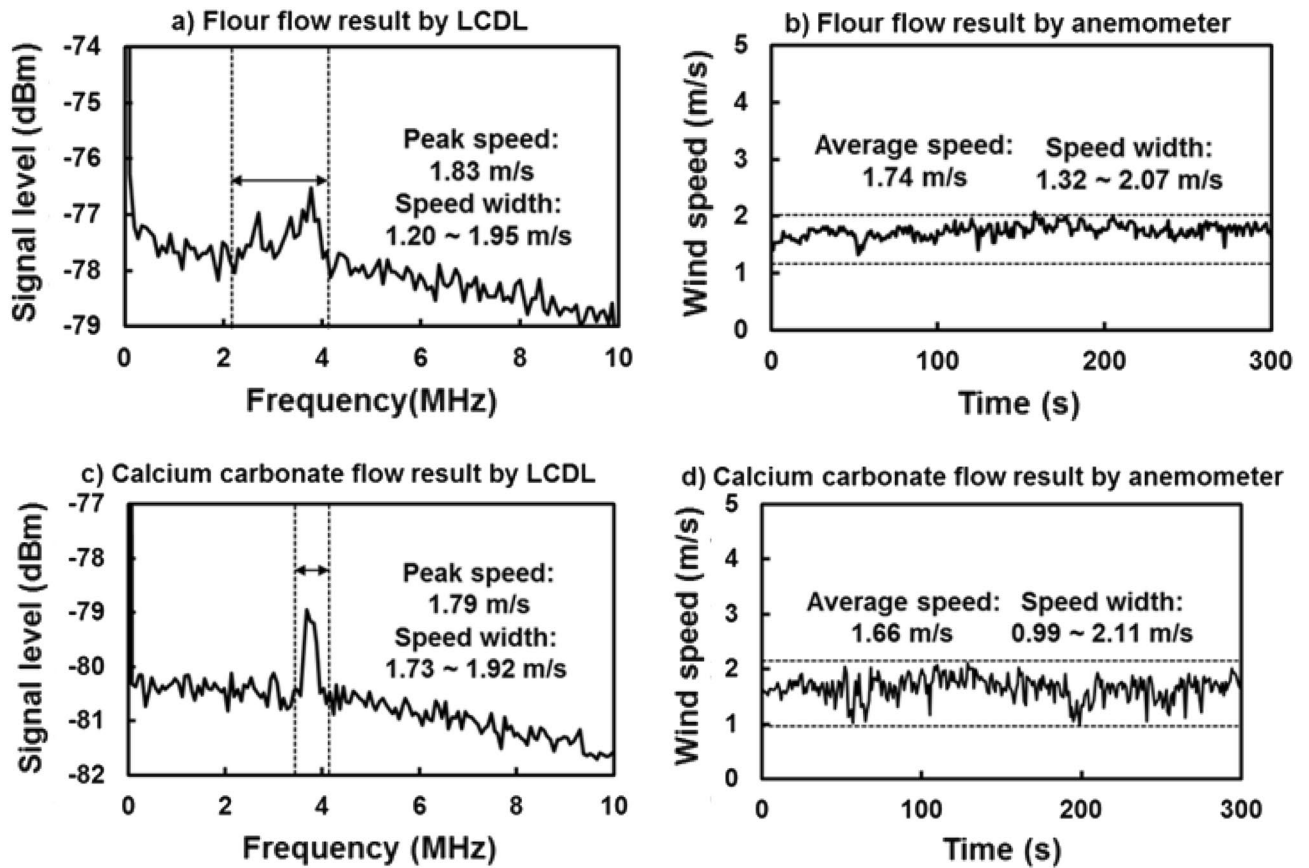 a) Flour flow result by LCDL
Signal level (dBm)
-74
-75
-76
-77
-78
-79
Peak speed:
1.83 m/s
Speed width:
1.20 ~ 1.95 m/s
0 2 4 6 8 10
Frequency(MHz)
b) Flour flow result by anemometer
Wind speed (m/s)
5
4
3
2
1
0
Average speed:
1.74 m/s
Speed width:
1.32 ~ 2.07 m/s
0 100 200 300
Time (s)
c) Calcium carbonate flow result by LCDL
Signal level (dBm)
-77
-78
-79
-80
-81
-82
Peak speed:
1.79 m/s
Speed width:
1.73 ~ 1.92 m/s
0 2 4 6 8 10
Frequency (MHz)
d) Calcium carbonate flow result by anemometer
Wind speed (m/s)
5
4
3
2
1
0
Average speed:
1.66 m/s
Speed width:
0.99 ~ 2.11 m/s
0 100 200 300
Time (s)